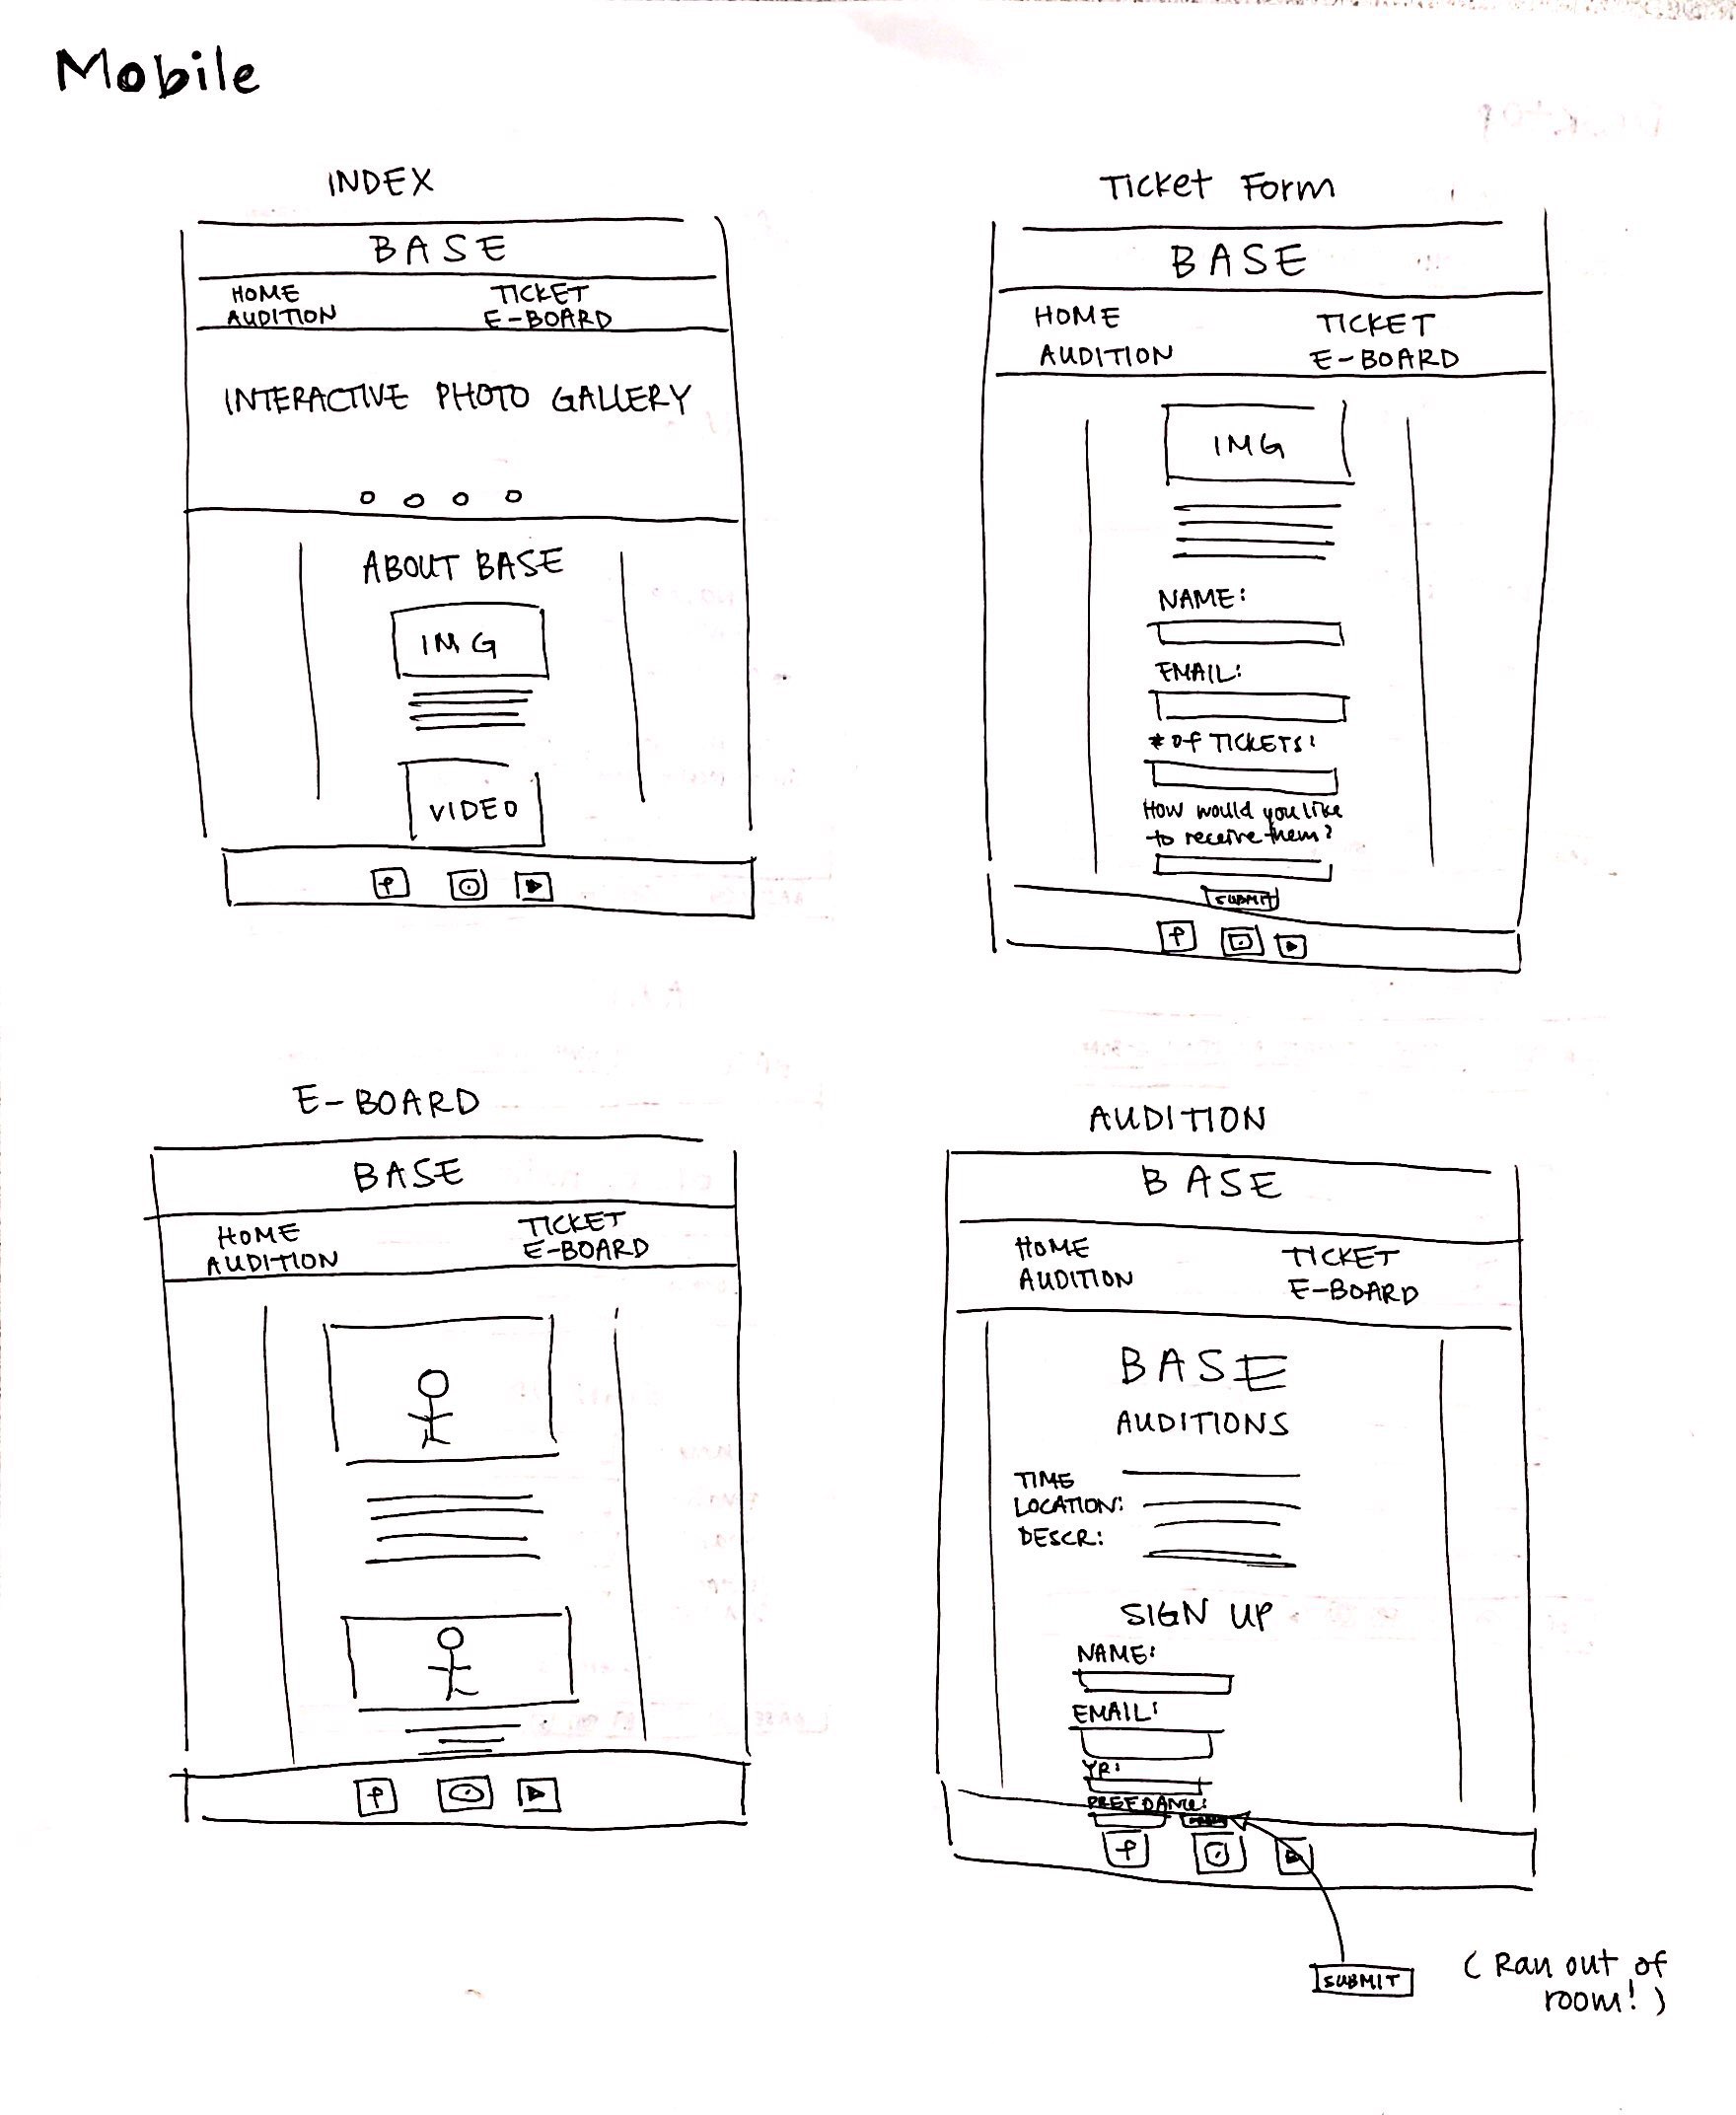 Mobile
INDEX
BASE
HOME TICKET
AUDITION E-BOARD
INTERACTIVE PHOTO GALLERY
ABOUT BASE
IMG
VIDEO
f
Ticket Form
BASE
HOME TICKET
AUDITION E-BOARD
IMG
NAME:
EMAIL:
# of TICKETS:
How would you like
to receive them?
SUBMIT
f
E-BOARD
BASE
HOME TICKET
AUDITION E-BOARD
f
AUDITION
BASE
HOME TICKET
AUDITION E-BOARD
BASE
AUDITIONS
TIME
LOCATION:
DESCR:
SIGN UP
NAME:
EMAIL:
YR:
f
SUBMIT
(Ran out of
room!)